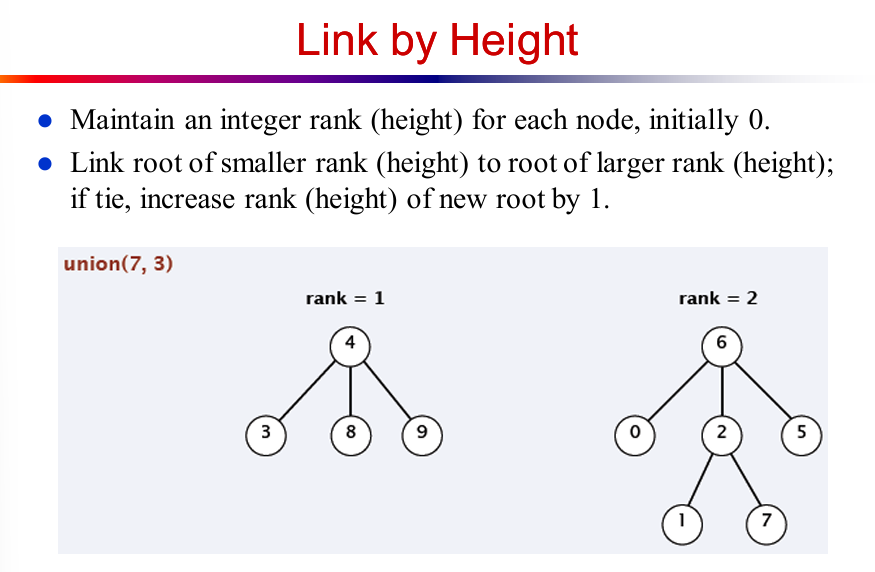 Link by Height
Maintain an integer rank (height) for each node, initially 0.
Link root of smaller rank (height) to root of larger rank (height);
if tie, increase rank (height) of new root by 1.
union(7, 3)
rank = 1
rank = 2
4
6
3
8
9
0
2
5
1
7